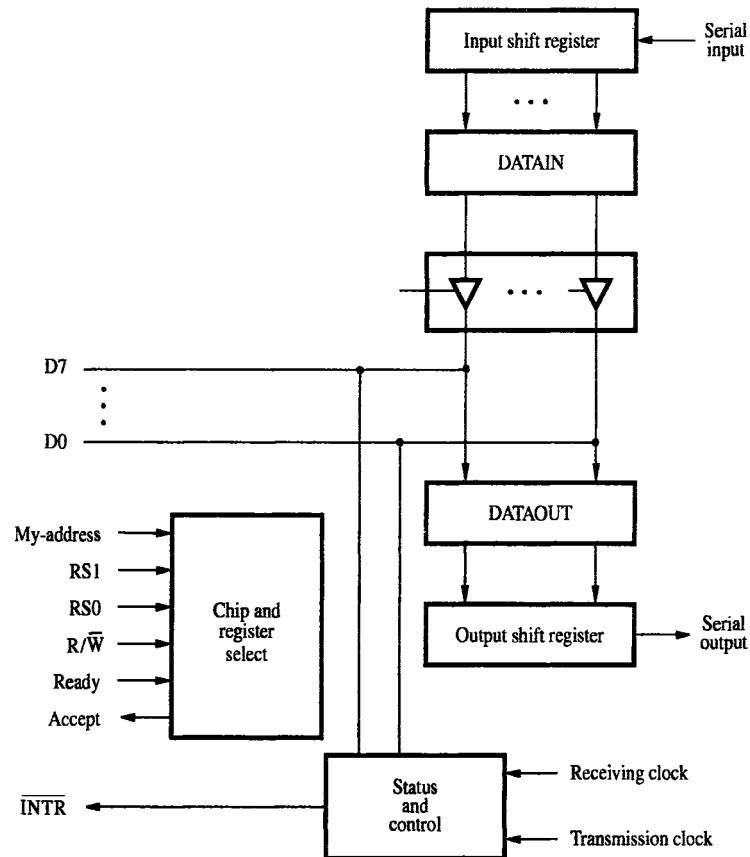 Input shift register
Serial
input
DATAIN
D7
D0
DATAOUT
My-address
RS1
RS0
R/W̅
Ready
Accept
Chip and
register
select
Output shift register
Serial
output
I̅N̅T̅R̅
Status
and
control
Receiving clock
Transmission clock